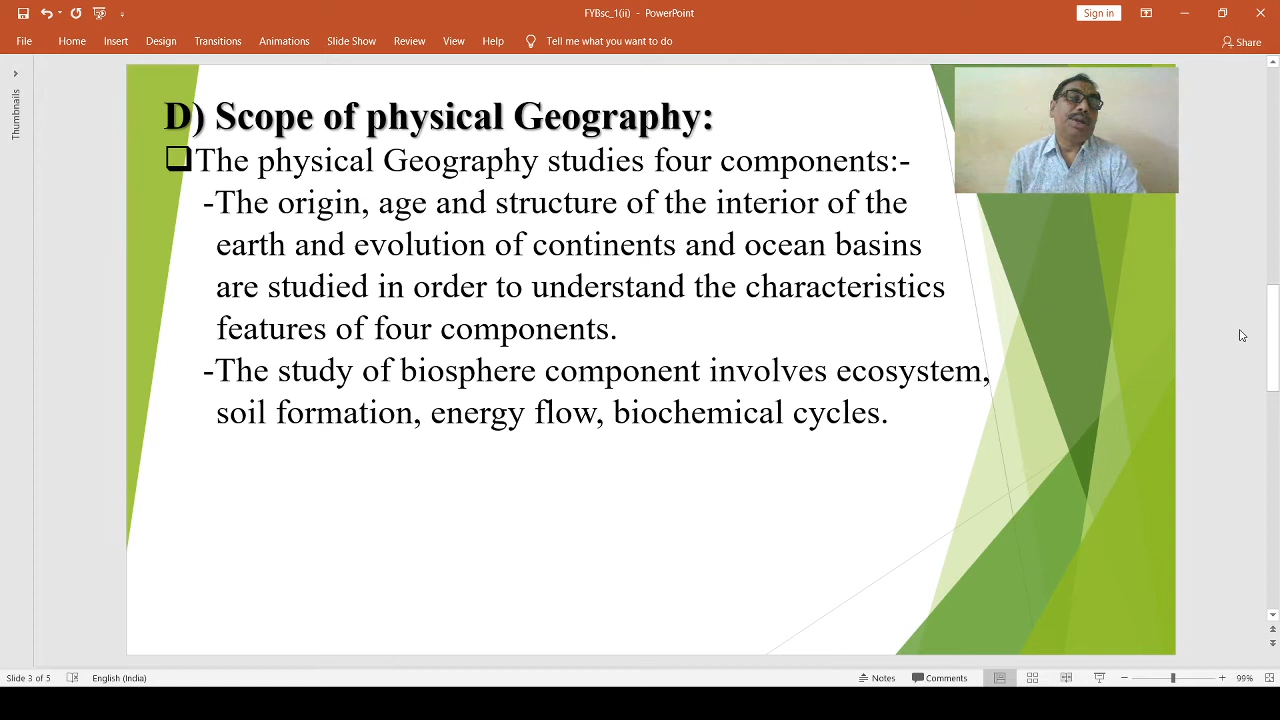 FYBsc_1(ii) - PowerPoint
Sign in
File Home Insert Design Transitions Animations Slide Show Review View Help Tell me what you want to do
Share
Thumbnails
D) Scope of physical Geography:
The physical Geography studies four components:-
-The origin, age and structure of the interior of the
earth and evolution of continents and ocean basins
are studied in order to understand the characteristics
features of four components.
-The study of biosphere component involves ecosystem,
soil formation, energy flow, biochemical cycles.
Slide 3 of 5 English (India) Notes Comments 99%